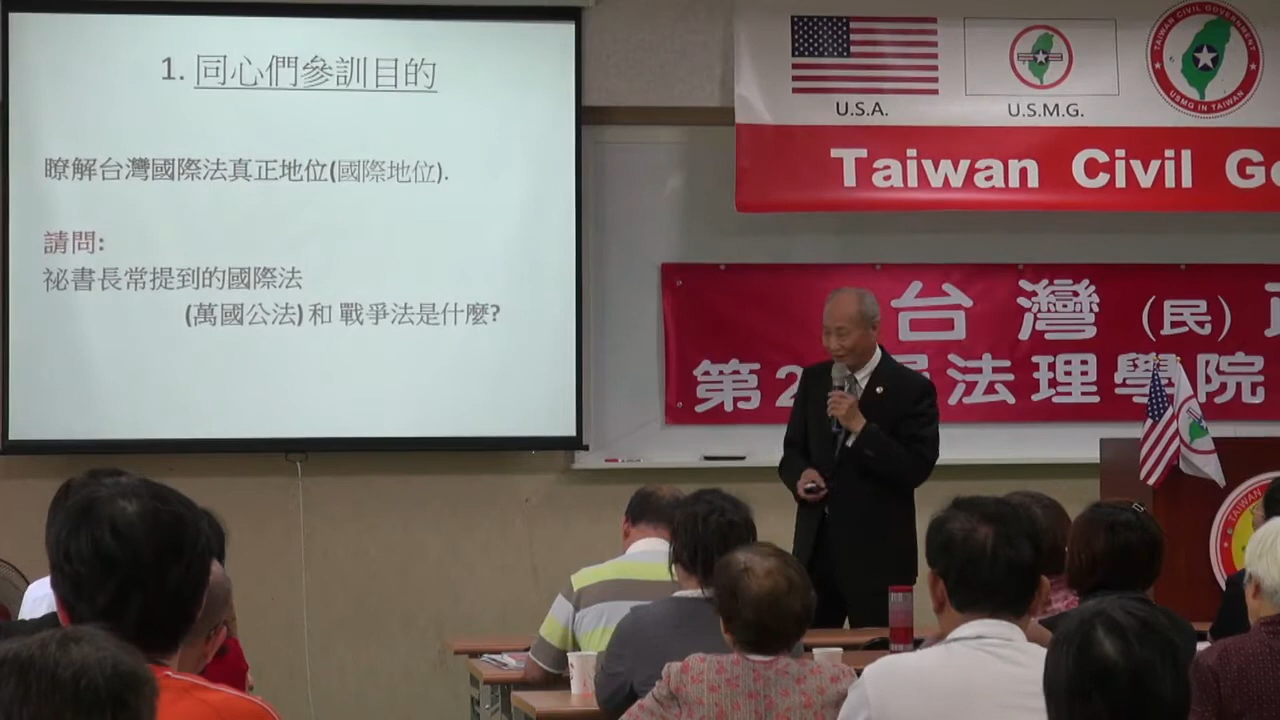 1. 同心們參訓目的
瞭解台灣國際法真正地位(國際地位).
請問:
祕書長常提到的國際法
(萬國公法) 和 戰爭法是什麼?
U.S.A.
U.S.M.G.
TAIWAN CIVIL GOVERNMENT
USMG IN TAIWAN
Taiwan Civil
台灣(民)
第2
法理學院